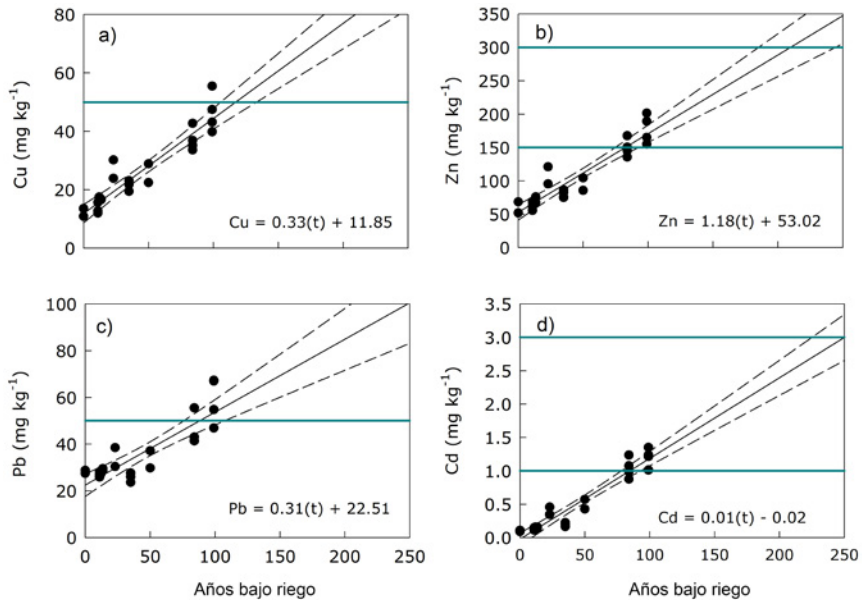 80
60
40
20
0
Cu (mg kg⁻¹)
a)
Cu = 0.33(t) + 11.85
350
300
250
200
150
100
50
0
Zn (mg kg⁻¹)
b)
Zn = 1.18(t) + 53.02
100
80
60
40
20
0
Pb (mg kg⁻¹)
c)
Pb = 0.31(t) + 22.51
0 50 100 150 200 250
Años bajo riego
3.5
3.0
2.5
2.0
1.5
1.0
0.5
0.0
Cd (mg kg⁻¹)
d)
Cd = 0.01(t) - 0.02
0 50 100 150 200 250
Años bajo riego